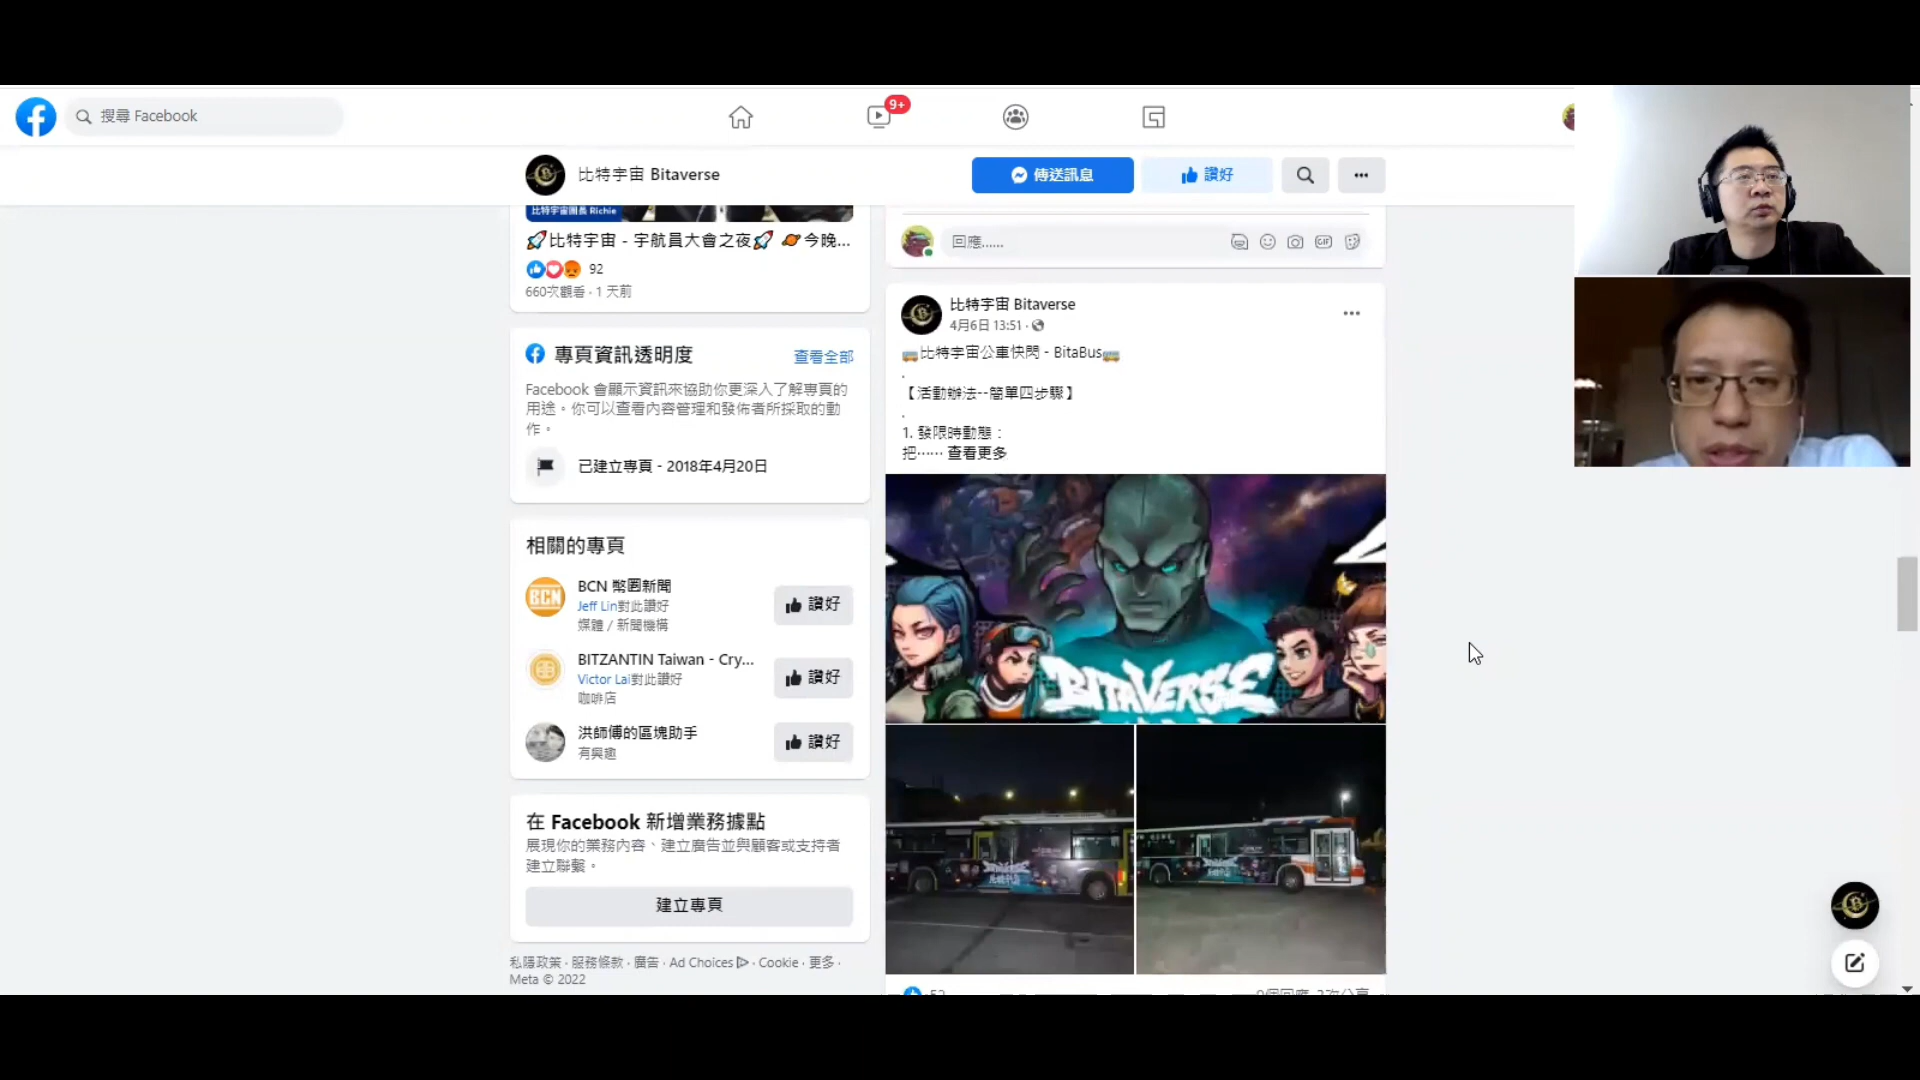 搜尋 Facebook
9+
比特宇宙 Bitaverse
傳送訊息
讚好
比特宇宙團長 Richie
🚀比特宇宙 - 宇航員大會之夜🚀 🪐今晚...
92
660次觀看 · 1 天前
專頁資訊透明度
查看全部
Facebook 會顯示資訊來協助你更深入了解專頁的
用途。你可以查看內容管理和發佈者所採取的動
作。
已建立專頁 - 2018年4月20日
相關的專頁
BCN 幣圈新聞
Jeff Lin對此讚好
媒體 / 新聞機構
讚好
BITZANTIN Taiwan - Cry...
Victor Lai對此讚好
咖啡店
讚好
洪師傅的區塊助手
有興趣
讚好
在 Facebook 新增業務據點
展現你的業務內容、建立廣告並與顧客或支持者
建立聯繫。
建立專頁
私隱政策 · 服務條款 · 廣告 · Ad Choices · Cookie · 更多 ·
Meta © 2022
回應......
GIF
比特宇宙 Bitaverse
4月6日 13:51 ·
🚌比特宇宙公車快閃 - BitaBus🚌
.
【活動辦法--簡單四步驟】
.
1. 發限時動態：
把⋯⋯ 查看更多
BITAVERSE